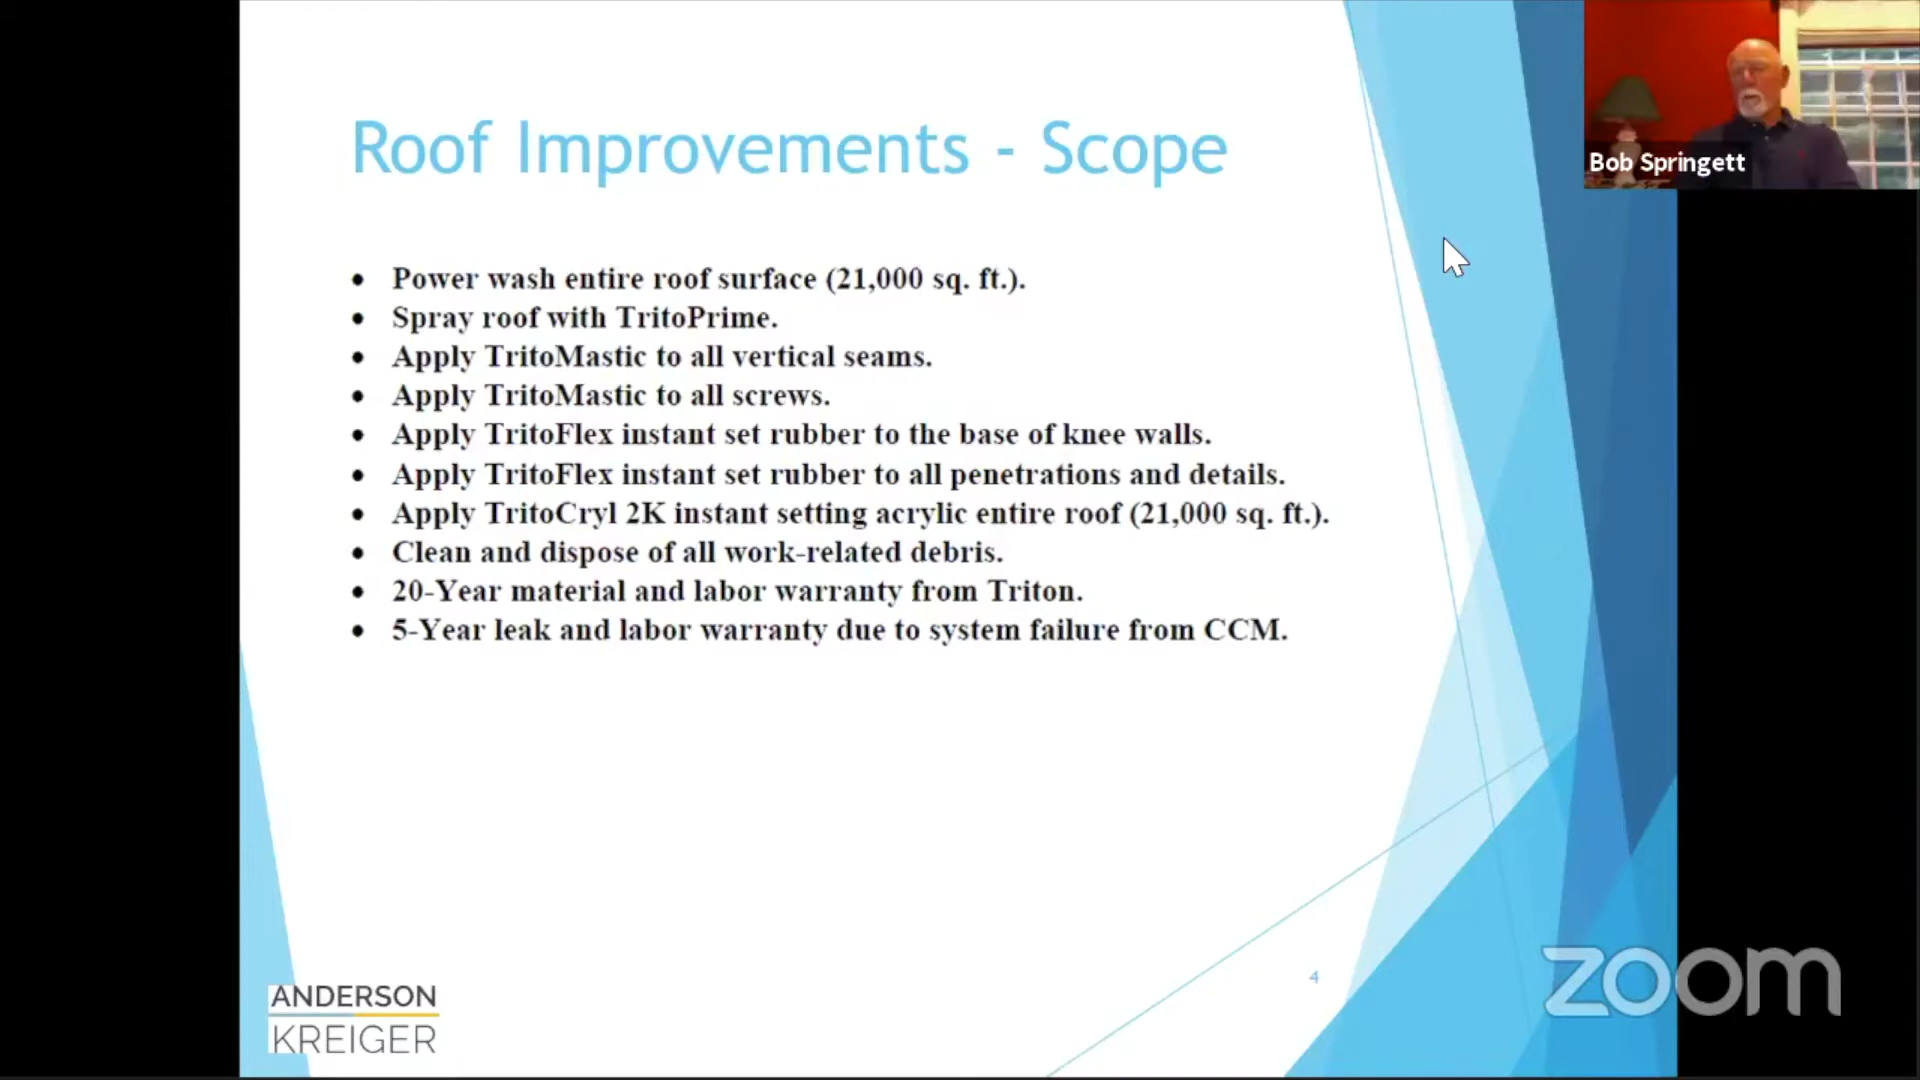 Roof Improvements - Scope
Bob Springett
• Power wash entire roof surface (21,000 sq. ft.).
• Spray roof with TritoPrime.
• Apply TritoMastic to all vertical seams.
• Apply TritoMastic to all screws.
• Apply TritoFlex instant set rubber to the base of knee walls.
• Apply TritoFlex instant set rubber to all penetrations and details.
• Apply TritoCryl 2K instant setting acrylic entire roof (21,000 sq. ft.).
• Clean and dispose of all work-related debris.
• 20-Year material and labor warranty from Triton.
• 5-Year leak and labor warranty due to system failure from CCM.
4
ANDERSON
KREIGER
zoom